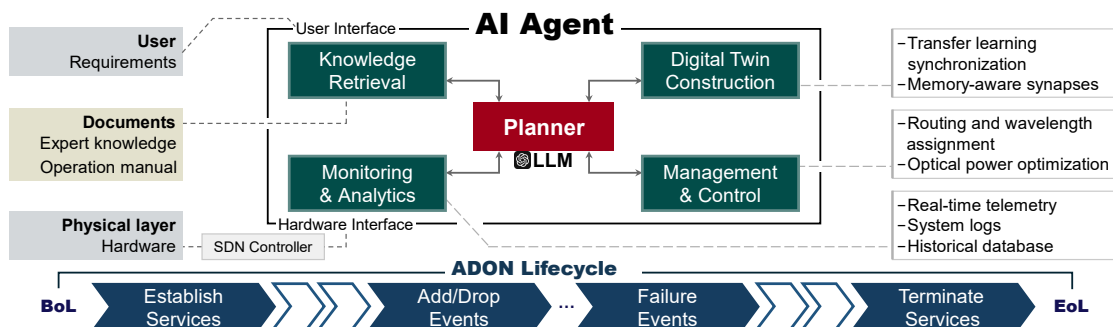 AI Agent
User Interface
User
Requirements
Documents
Expert knowledge
Operation manual
Physical layer
Hardware
SDN Controller
Hardware Interface
Knowledge
Retrieval
Digital Twin
Construction
Planner
LLM
Monitoring
& Analytics
Management
& Control
–Transfer learning
synchronization
–Memory-aware synapses
–Routing and wavelength
assignment
–Optical power optimization
–Real-time telemetry
–System logs
–Historical database
ADON Lifecycle
BoL
Establish
Services
Add/Drop
Events
...
Failure
Events
Terminate
Services
EoL